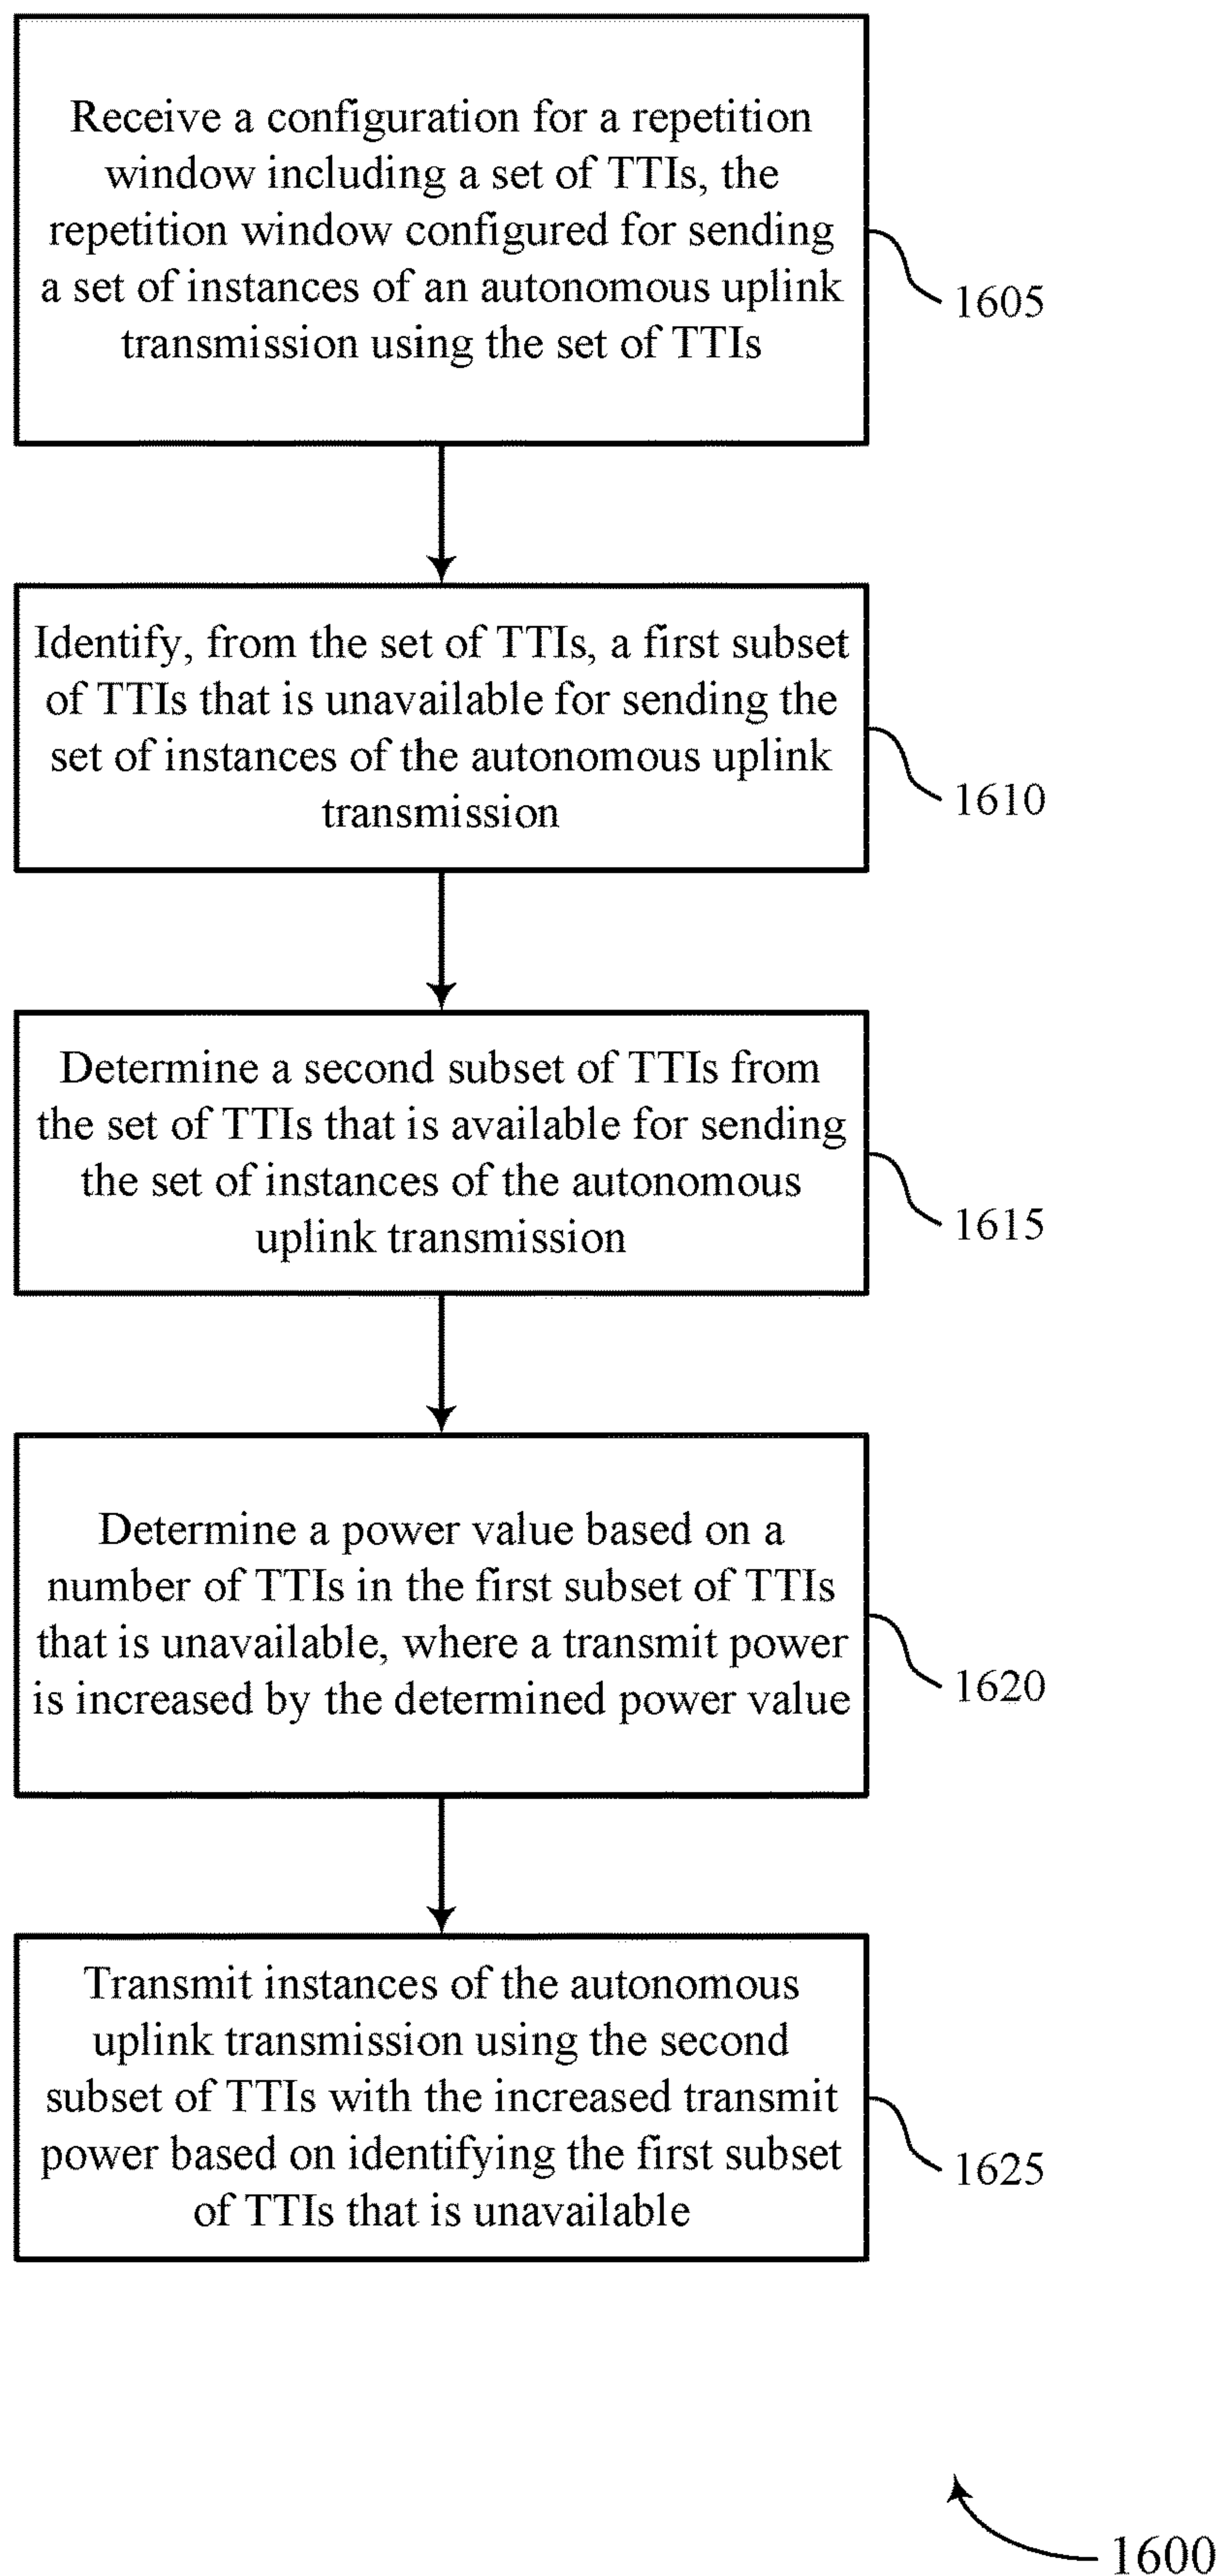 Receive a configuration for a repetition
window including a set of TTIs, the
repetition window configured for sending
a set of instances of an autonomous uplink
transmission using the set of TTIs
1605
Identify, from the set of TTIs, a first subset
of TTIs that is unavailable for sending the
set of instances of the autonomous uplink
transmission
1610
Determine a second subset of TTIs from
the set of TTIs that is available for sending
the set of instances of the autonomous
uplink transmission
1615
Determine a power value based on a
number of TTIs in the first subset of TTIs
that is unavailable, where a transmit power
is increased by the determined power value
1620
Transmit instances of the autonomous
uplink transmission using the second
subset of TTIs with the increased transmit
power based on identifying the first subset
of TTIs that is unavailable
1625
1600